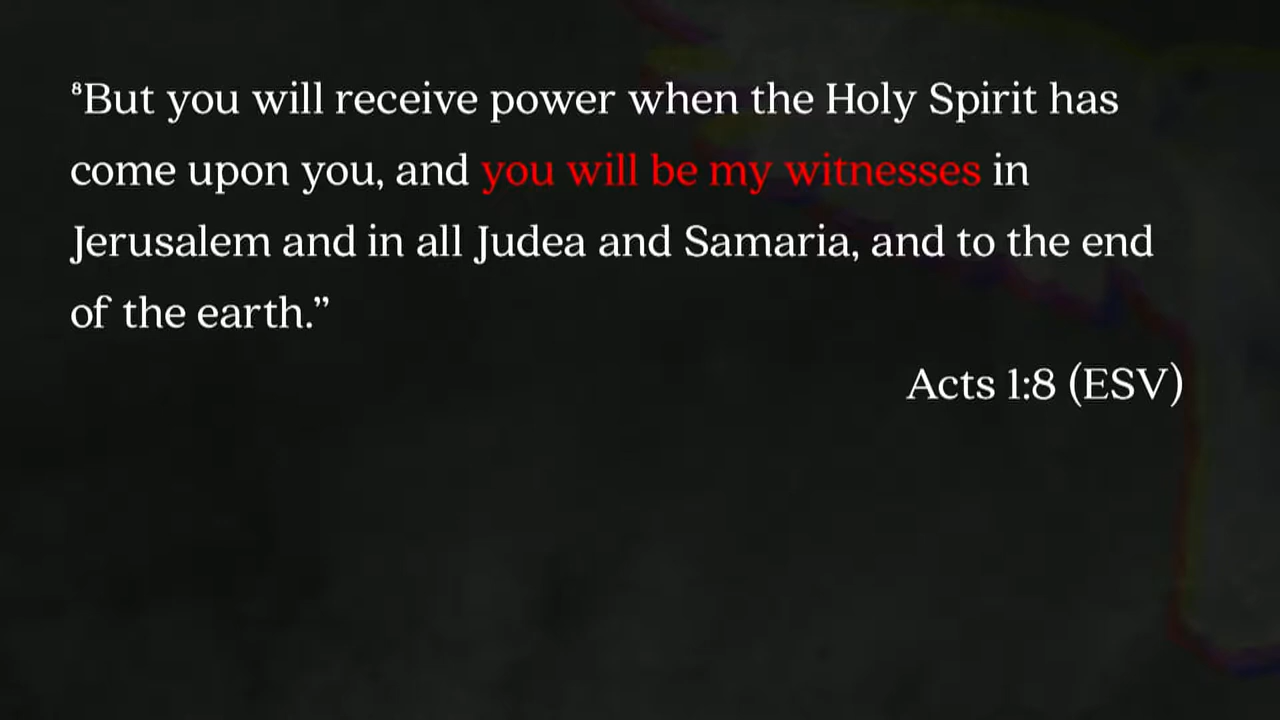 ⁸But you will receive power when the Holy Spirit has
come upon you, and you will be my witnesses in
Jerusalem and in all Judea and Samaria, and to the end
of the earth.”
Acts 1:8 (ESV)